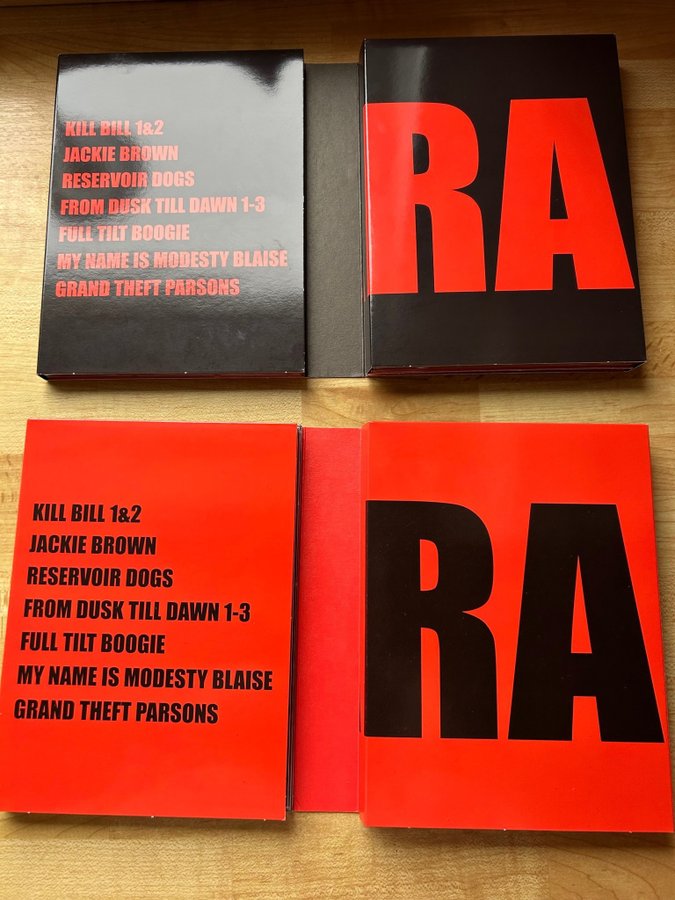 KILL BILL 1&2
JACKIE BROWN
RESERVOIR DOGS
FROM DUSK TILL DAWN 1-3
FULL TILT BOOGIE
MY NAME IS MODESTY BLAISE
GRAND THEFT PARSONS
RA
KILL BILL 1&2
JACKIE BROWN
RESERVOIR DOGS
FROM DUSK TILL DAWN 1-3
FULL TILT BOOGIE
MY NAME IS MODESTY BLAISE
GRAND THEFT PARSONS
RA